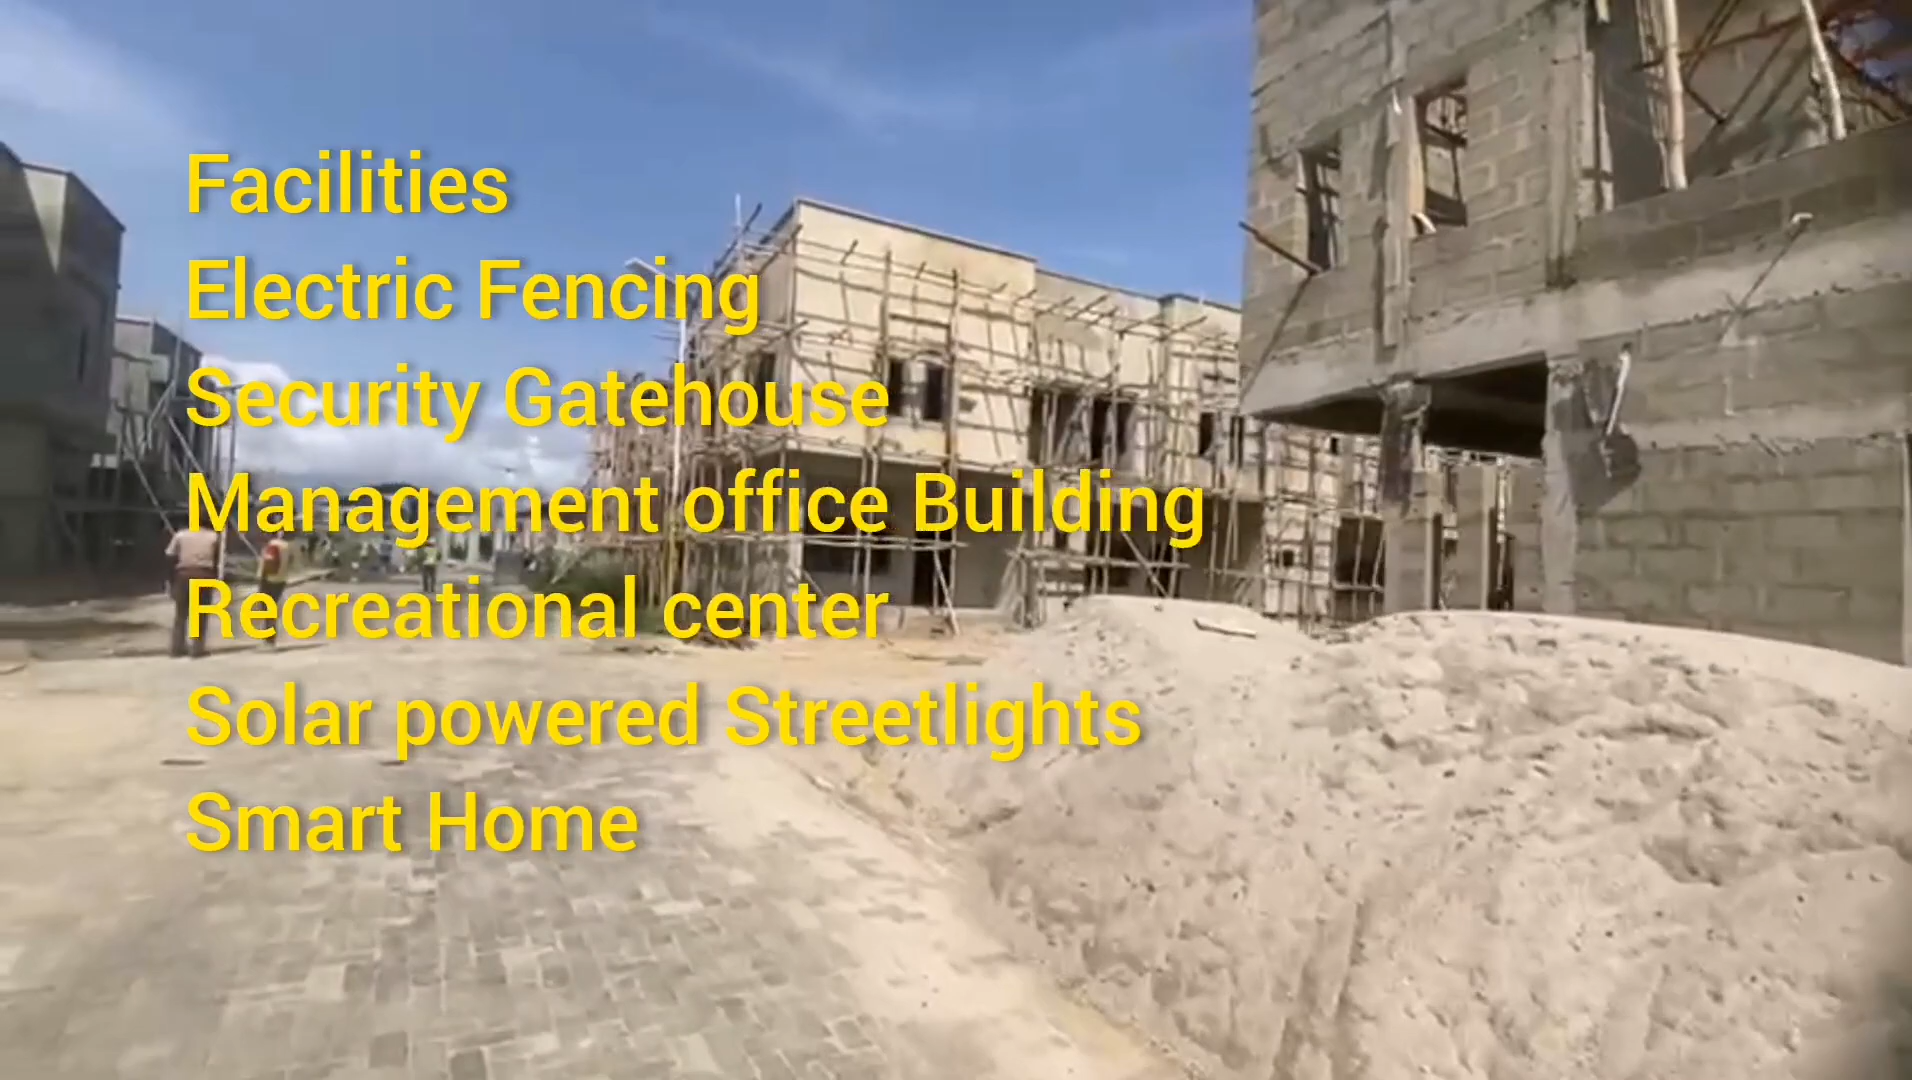 Facilities
Electric Fencing
Security Gatehouse
Management office Building
Recreational center
Solar powered Streetlights
Smart Home